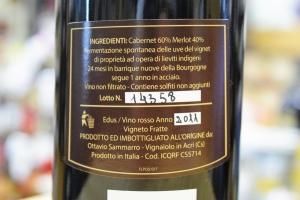 INGREDIENTI: Cabernet 60% Merlot 40%
Fermentazione spontanea delle uve del vignet
di proprietà ad opera di lieviti indigeni
24 mesi in barrique nuove della Bourgogne
segue 1 anno in acciaio.
Vino non filtrato - Contiene solfiti non aggiunti
Lotto N. 14358
Edus / Vino rosso Anno 2011
Vigneto Fratte
PRODOTTO ED IMBOTTIGLIATO ALL'ORIGINE da:
Ottavio Sammarro - Vignaiolo in Acri (Cs)
Prodotto in Italia - Cod. ICQRF CS5714